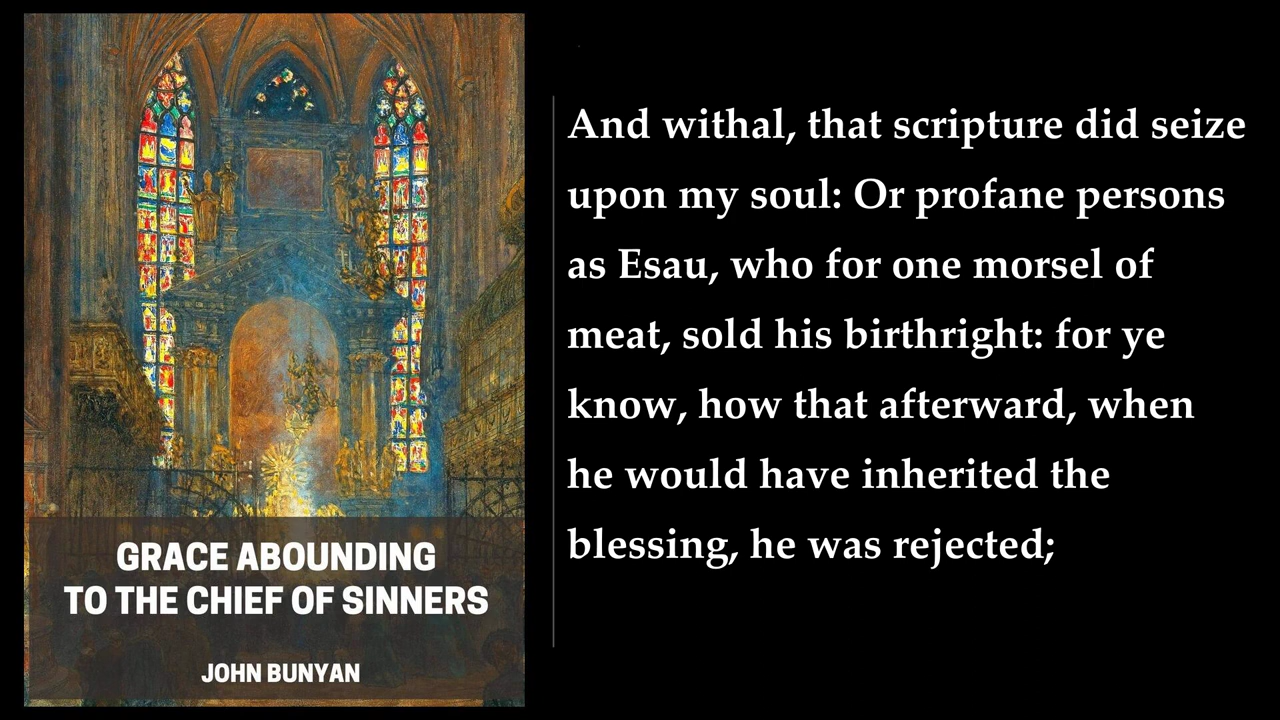 GRACE ABOUNDING
TO THE CHIEF OF SINNERS
JOHN BUNYAN
And withal, that scripture did seize
upon my soul: Or profane persons
as Esau, who for one morsel of
meat, sold his birthright: for ye
know, how that afterward, when
he would have inherited the
blessing, he was rejected;